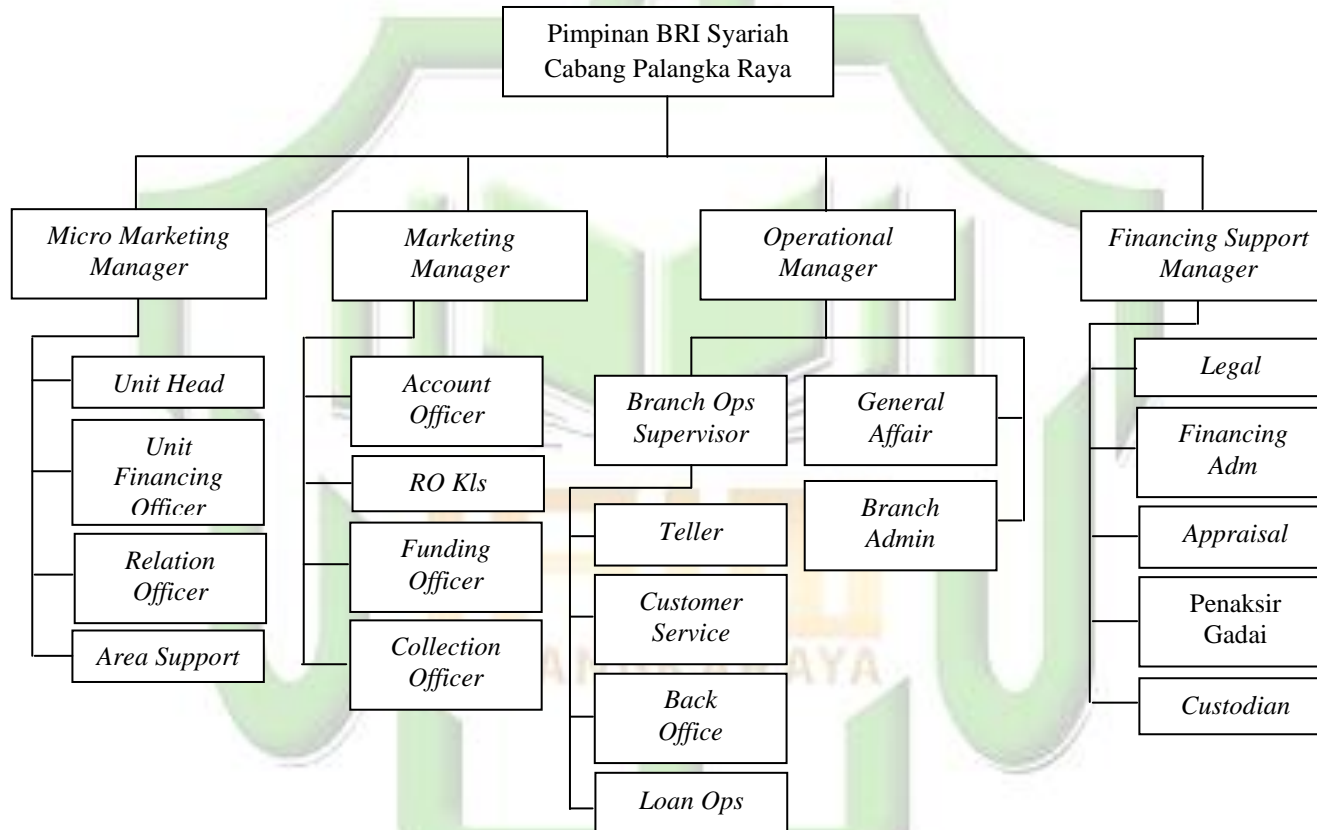 Pimpinan BRI Syariah
Cabang Palangka Raya
Micro Marketing
Manager
Marketing
Manager
Operational
Manager
Financing Support
Manager
Unit Head
Unit
Financing
Officer
Relation
Officer
Area Support
Account
Officer
RO Kls
Funding
Officer
Collection
Officer
Branch Ops
Supervisor
General
Affair
Branch
Admin
Teller
Customer
Service
Back
Office
Loan Ops
Legal
Financing
Adm
Appraisal
Penaksir
Gadai
Custodian